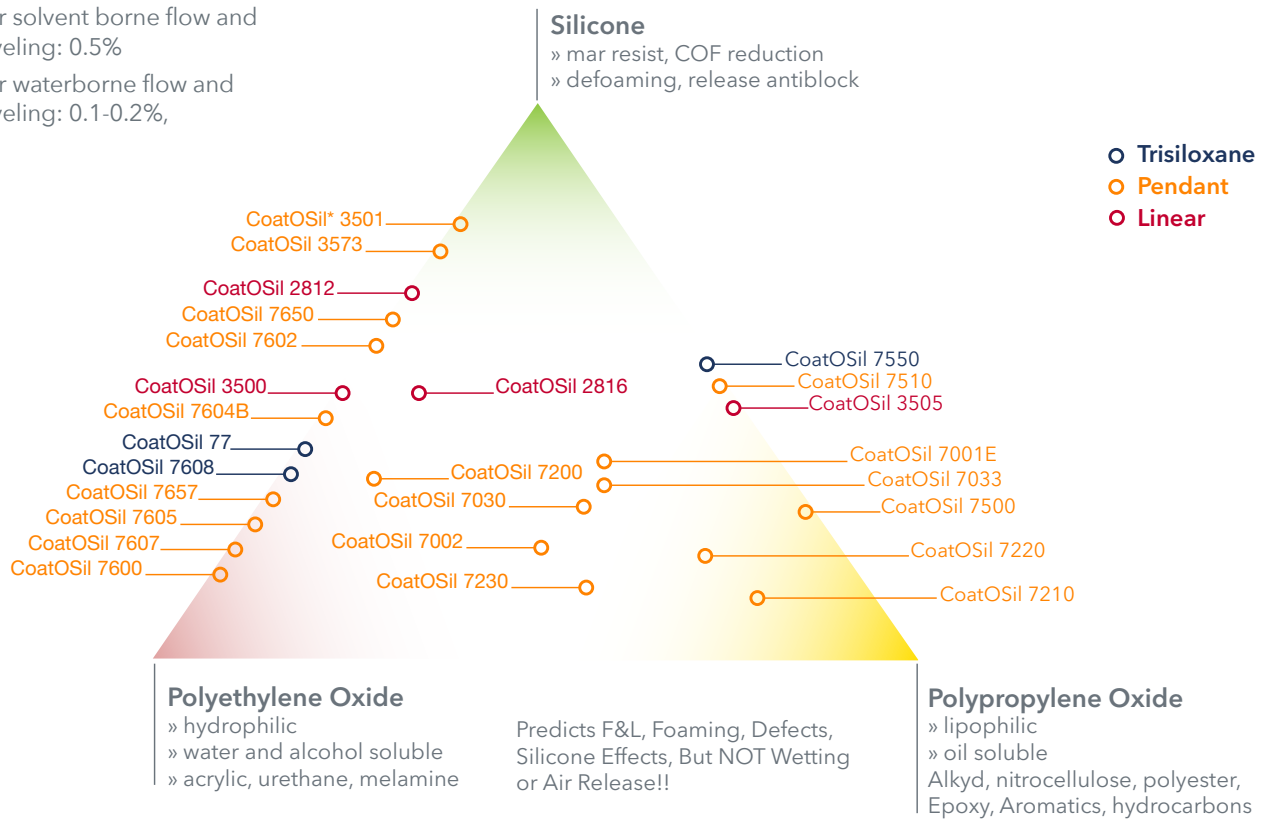 r solvent borne flow and
veling: 0.5%
r waterborne flow and
veling: 0.1-0.2%,
Silicone
» mar resist, COF reduction
» defoaming, release antiblock
Trisiloxane
Pendant
Linear
CoatOSil* 3501
CoatOSil 3573
CoatOSil 2812
CoatOSil 7650
CoatOSil 7602
CoatOSil 3500
CoatOSil 7604B
CoatOSil 77
CoatOSil 7608
CoatOSil 7657
CoatOSil 7605
CoatOSil 7607
CoatOSil 7600
CoatOSil 2816
CoatOSil 7200
CoatOSil 7030
CoatOSil 7002
CoatOSil 7230
CoatOSil 7550
CoatOSil 7510
CoatOSil 3505
CoatOSil 7001E
CoatOSil 7033
CoatOSil 7500
CoatOSil 7220
CoatOSil 7210
Polyethylene Oxide
» hydrophilic
» water and alcohol soluble
» acrylic, urethane, melamine
Predicts F&L, Foaming, Defects,
Silicone Effects, But NOT Wetting
or Air Release!!
Polypropylene Oxide
» lipophilic
» oil soluble
Alkyd, nitrocellulose, polyester,
Epoxy, Aromatics, hydrocarbons